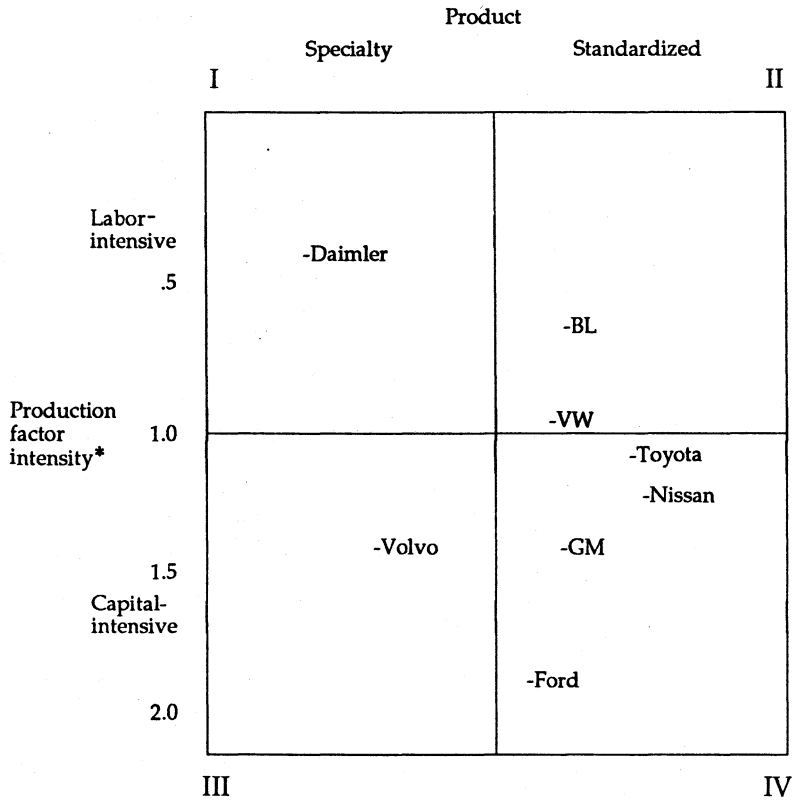 Product
Specialty Standardized
I II
Labor-
intensive
-Daimler
.5
-BL
Production
factor
intensity*
-VW
1.0
-Toyota
-Nissan
-Volvo -GM
1.5
Capital-
intensive
-Ford
2.0
III IV